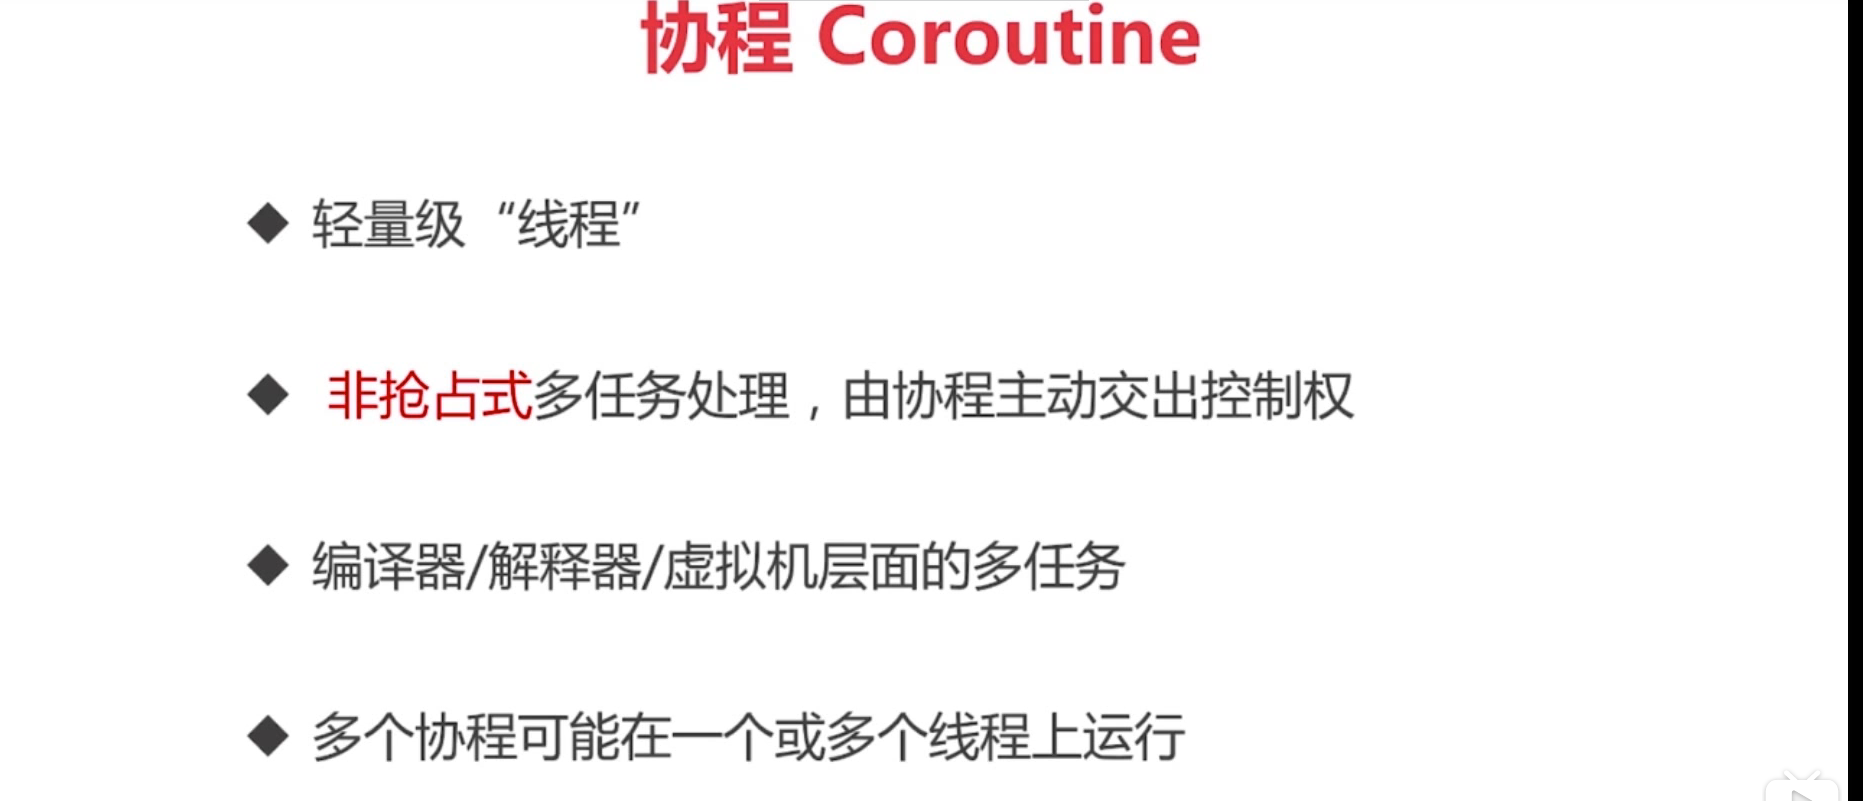 协程 Coroutine
轻量级“线程”
非抢占式多任务处理，由协程主动交出控制权
编译器/解释器/虚拟机层面的多任务
多个协程可能在一个或多个线程上运行